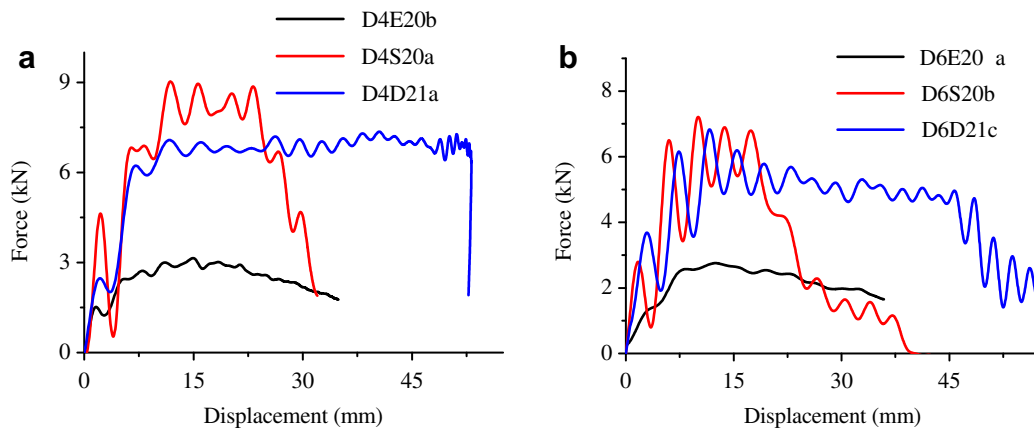 a
D4E20b
D4S20a
D4D21a
Force (kN)
9
6
3
0
0 15 30 45
Displacement (mm)
b
D6E20 a
D6S20b
D6D21c
Force (kN)
8
6
4
2
0
0 15 30 45
Displacement (mm)